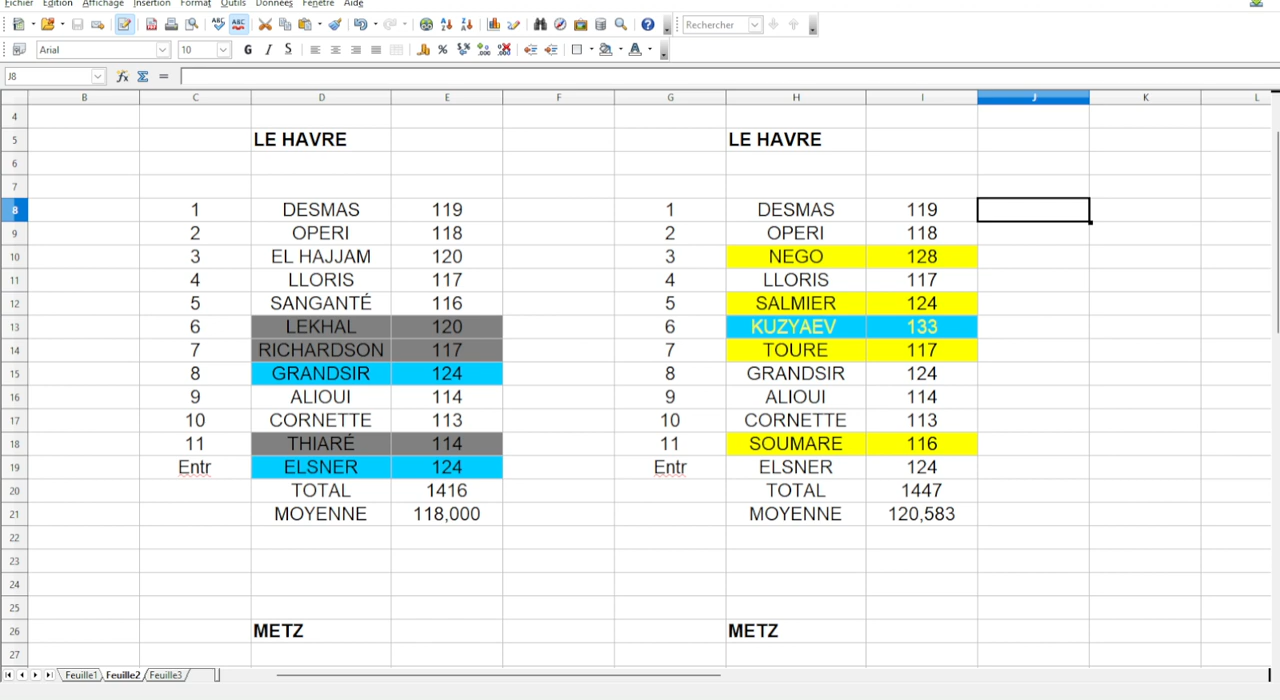 Fichier Edition Affichage Insertion Format Outils Données Fenêtre Aide
Rechercher
Arial 10 G I S
J8
B C D E F G H I J K L
4
5 LE HAVRE LE HAVRE
6
7
8 1 DESMAS 119 1 DESMAS 119
9 2 OPERI 118 2 OPERI 118
10 3 EL HAJJAM 120 3 NEGO 128
11 4 LLORIS 117 4 LLORIS 117
12 5 SANGANTÉ 116 5 SALMIER 124
13 6 LEKHAL 120 6 KUZYAEV 133
14 7 RICHARDSON 117 7 TOURE 117
15 8 GRANDSIR 124 8 GRANDSIR 124
16 9 ALIOUI 114 9 ALIOUI 114
17 10 CORNETTE 113 10 CORNETTE 113
18 11 THIARÉ 114 11 SOUMARE 116
19 Entr ELSNER 124 Entr ELSNER 124
20 TOTAL 1416 TOTAL 1447
21 MOYENNE 118,000 MOYENNE 120,583
22
23
24
25
26 METZ METZ
27
Feuille1 Feuille2 Feuille3